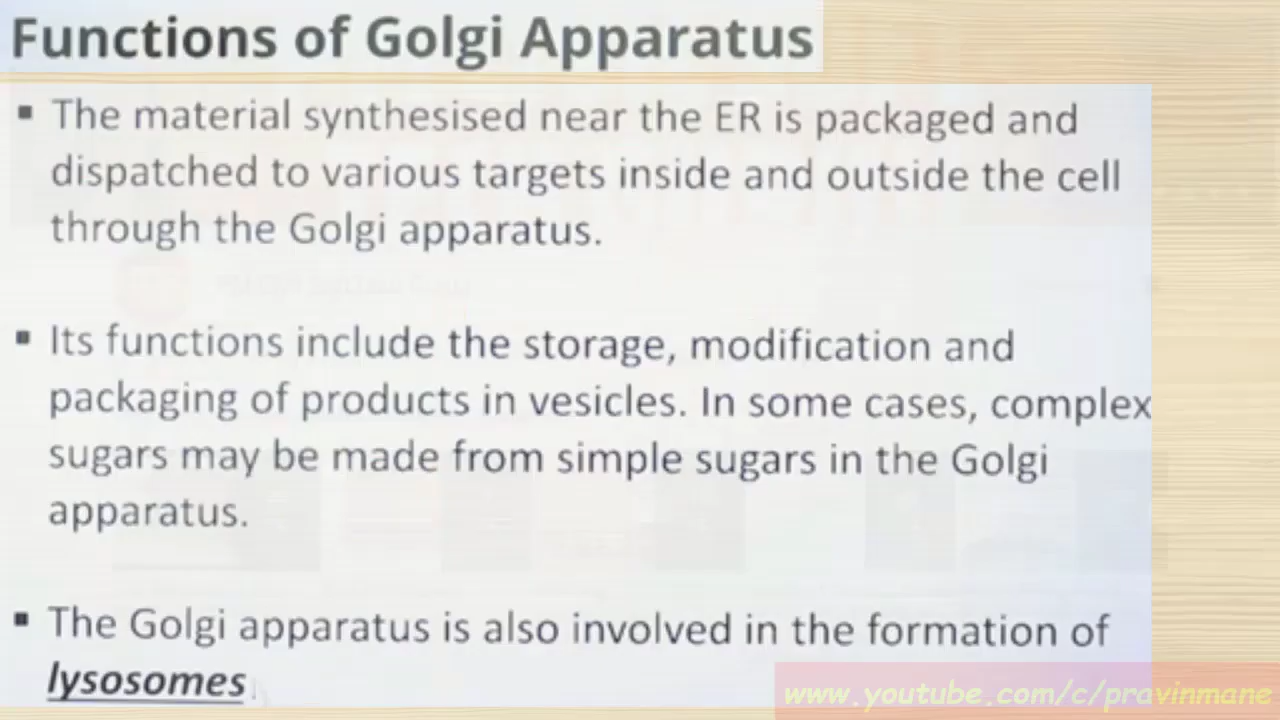 Functions of Golgi Apparatus
▪ The material synthesised near the ER is packaged and
dispatched to various targets inside and outside the cell
through the Golgi apparatus.
▪ Its functions include the storage, modification and
packaging of products in vesicles. In some cases, complex
sugars may be made from simple sugars in the Golgi
apparatus.
▪ The Golgi apparatus is also involved in the formation of
lysosomes
www.youtube.com/c/pravinmane